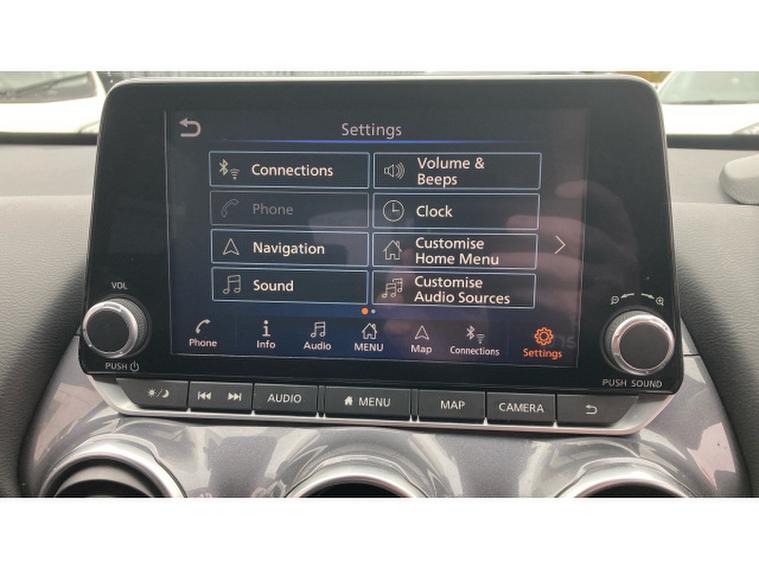 Settings
Connections
Volume &
Beeps
Phone
Clock
Navigation
Customise
Home Menu
Sound
Customise
Audio Sources
VOL
PUSH
Phone
Info
Audio
MENU
Map
Connections
Settings
PUSH SOUND
AUDIO
MENU
MAP
CAMERA